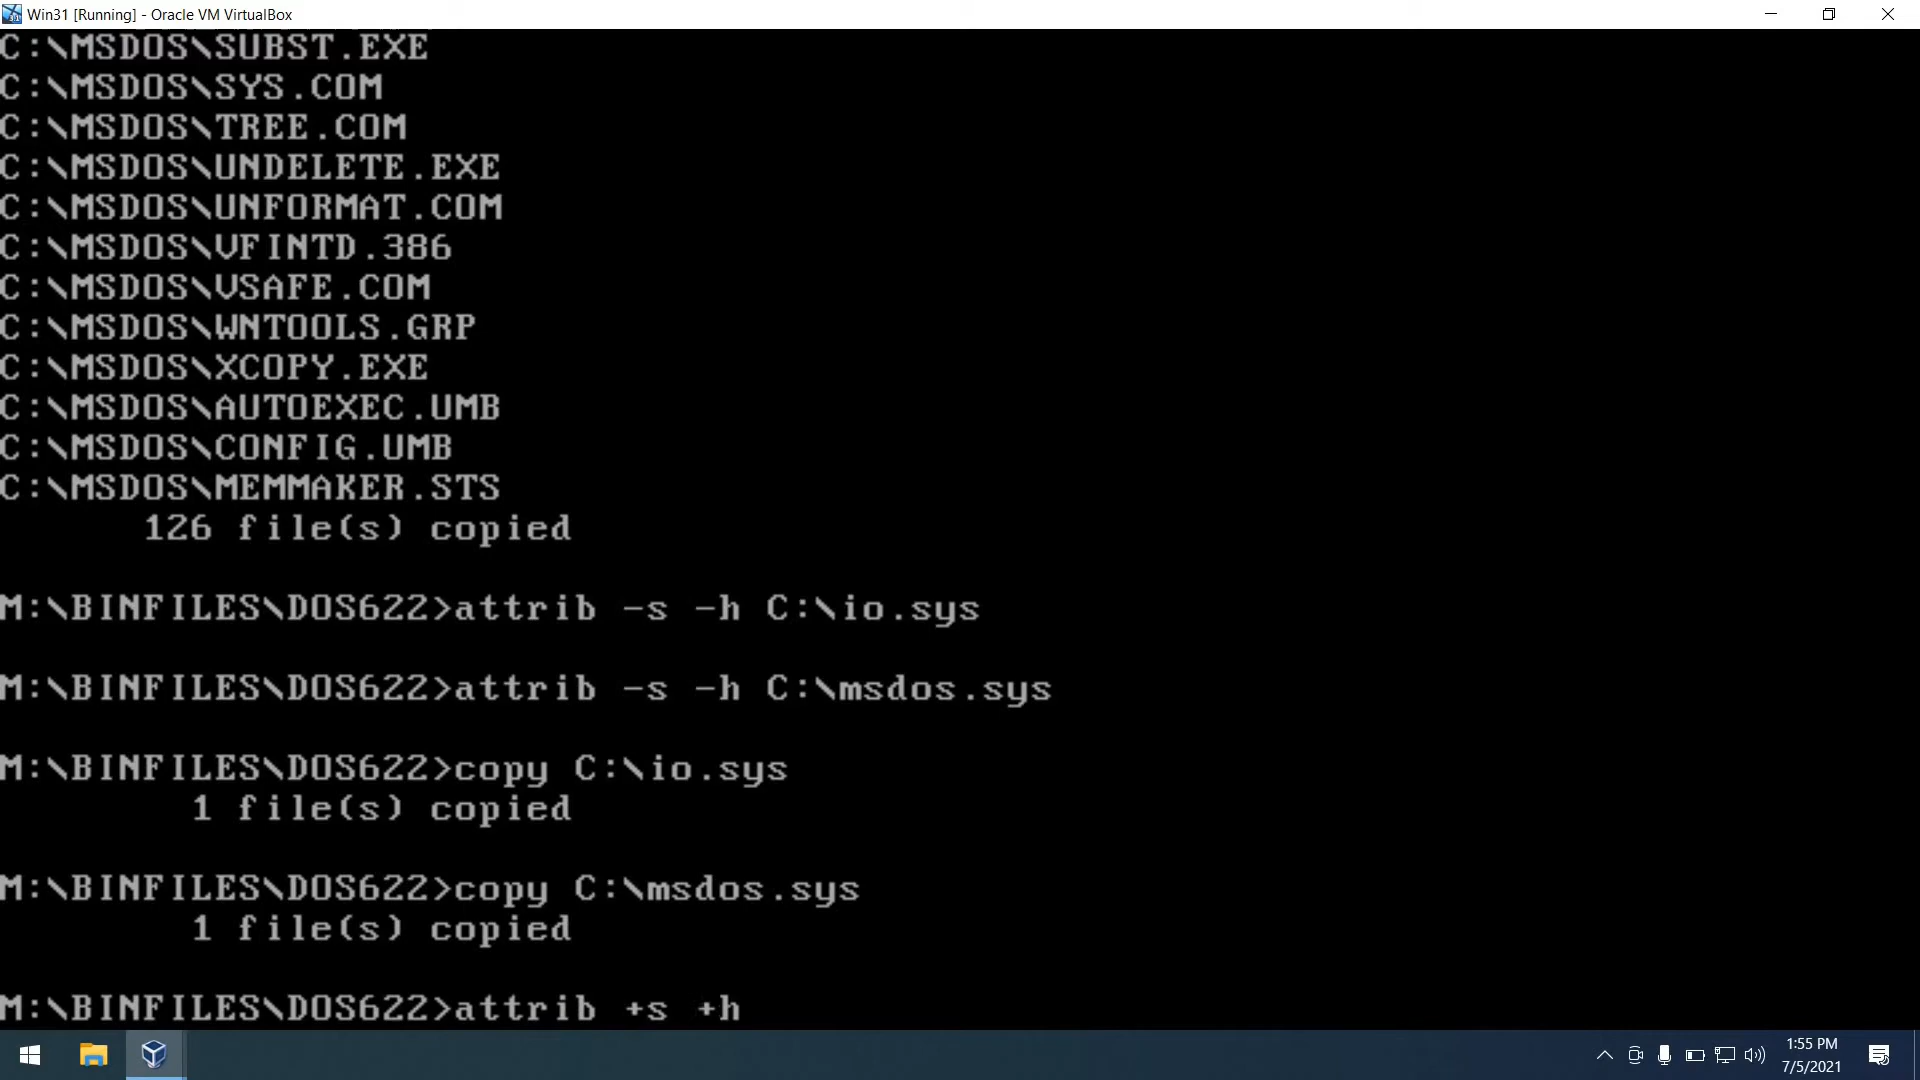 Win31 [Running] - Oracle VM VirtualBox
C:\MSDOS\SUBST.EXE
C:\MSDOS\SYS.COM
C:\MSDOS\TREE.COM
C:\MSDOS\UNDELETE.EXE
C:\MSDOS\UNFORMAT.COM
C:\MSDOS\VFINTD.386
C:\MSDOS\VSAFE.COM
C:\MSDOS\WNTOOLS.GRP
C:\MSDOS\XCOPY.EXE
C:\MSDOS\AUTOEXEC.UMB
C:\MSDOS\CONFIG.UMB
C:\MSDOS\MEMMAKER.STS
126 file(s) copied
M:\BINFILES\DOS622>attrib -s -h C:\io.sys
M:\BINFILES\DOS622>attrib -s -h C:\msdos.sys
M:\BINFILES\DOS622>copy C:\io.sys
1 file(s) copied
M:\BINFILES\DOS622>copy C:\msdos.sys
1 file(s) copied
M:\BINFILES\DOS622>attrib +s +h
1:55 PM
7/5/2021